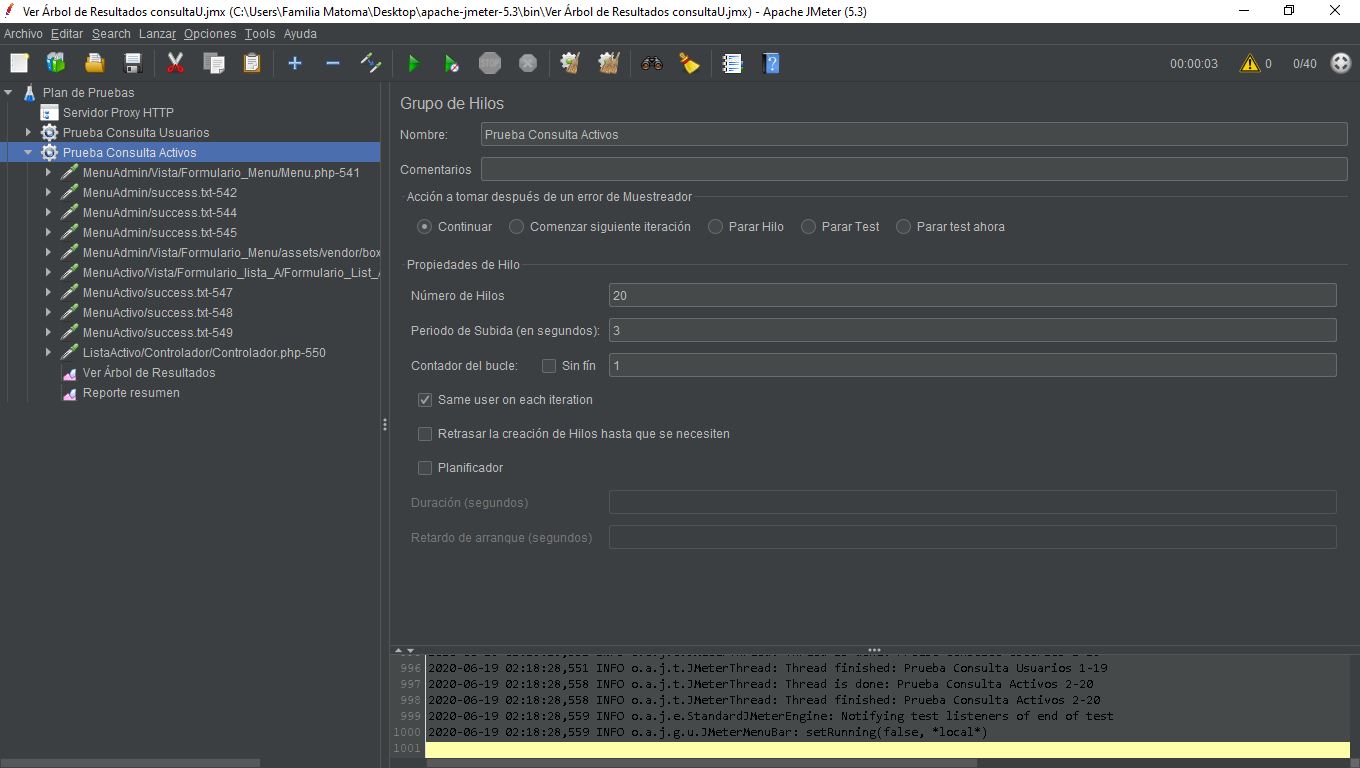 Ver Árbol de Resultados consultaU.jmx (C:\Users\Familia Matoma\Desktop\apache-jmeter-5.3\bin\Ver Árbol de Resultados consultaU.jmx) - Apache JMeter (5.3)
Archivo Editar Search Lanzar Opciones Tools Ayuda
STOP 00:00:03 0 0/40
Plan de Pruebas
Servidor Proxy HTTP
Prueba Consulta Usuarios
Prueba Consulta Activos
MenuAdmin/Vista/Formulario_Menu/Menu.php-541
MenuAdmin/success.txt-542
MenuAdmin/success.txt-544
MenuAdmin/success.txt-545
MenuAdmin/Vista/Formulario_Menu/assets/vendor/box
MenuActivo/Vista/Formulario_lista_A/Formulario_List_A
MenuActivo/success.txt-547
MenuActivo/success.txt-548
MenuActivo/success.txt-549
ListaActivo/Controlador/Controlador.php-550
Ver Árbol de Resultados
Reporte resumen
Grupo de Hilos
Nombre: Prueba Consulta Activos
Comentarios
Acción a tomar después de un error de Muestreador
Continuar Comenzar siguiente iteración Parar Hilo Parar Test Parar test ahora
Propiedades de Hilo
Número de Hilos 20
Periodo de Subida (en segundos): 3
Contador del bucle: Sin fín 1
Same user on each iteration
Retrasar la creación de Hilos hasta que se necesiten
Planificador
Duración (segundos)
Retardo de arranque (segundos)
996 2020-06-19 02:18:28,551 INFO o.a.j.t.JMeterThread: Thread finished: Prueba Consulta Usuarios 1-19
997 2020-06-19 02:18:28,558 INFO o.a.j.t.JMeterThread: Thread is done: Prueba Consulta Activos 2-20
998 2020-06-19 02:18:28,558 INFO o.a.j.t.JMeterThread: Thread finished: Prueba Consulta Activos 2-20
999 2020-06-19 02:18:28,559 INFO o.a.j.e.StandardJMeterEngine: Notifying test listeners of end of test
1000 2020-06-19 02:18:28,559 INFO o.a.j.g.u.JMeterMenuBar: setRunning(false, *local*)
1001